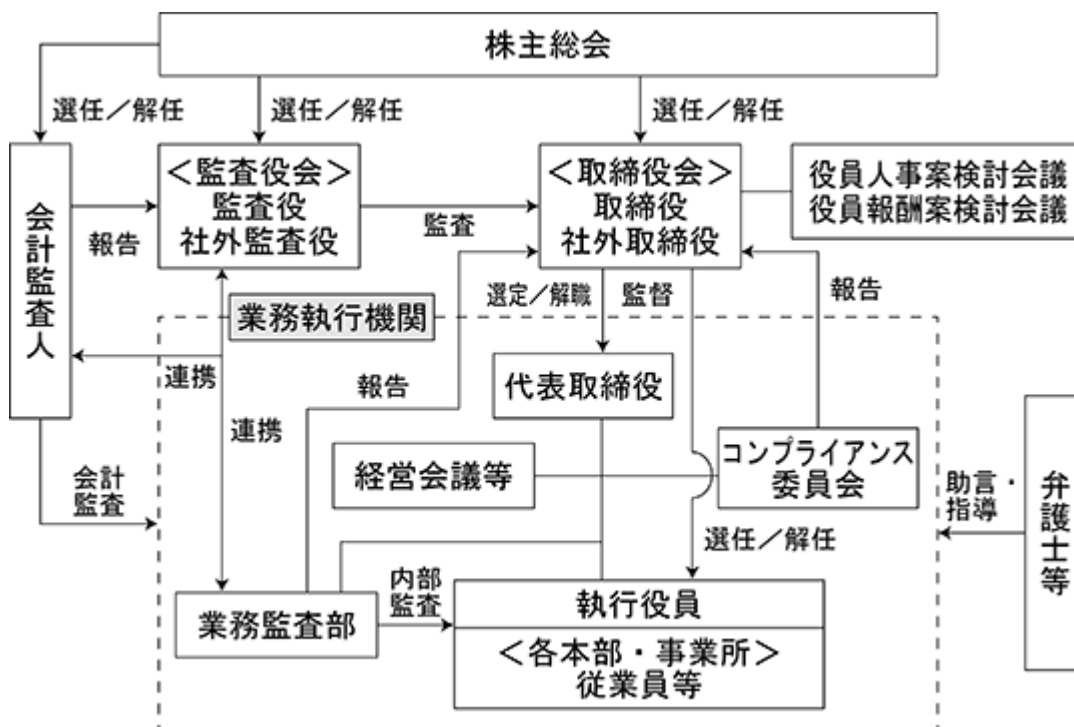 株主総会
選任／解任
選任／解任
選任／解任
会計監査人
＜監査役会＞
監査役
社外監査役
＜取締役会＞
取締役
社外取締役
役員人事案検討会議
役員報酬案検討会議
報告
監査
選定／解職
監督
報告
業務執行機関
連携
連携
報告
代表取締役
経営会議等
コンプライアンス
委員会
会計
監査
助言・
指導
弁護士等
選任／解任
内部
監査
業務監査部
執行役員
＜各本部・事業所＞
従業員等